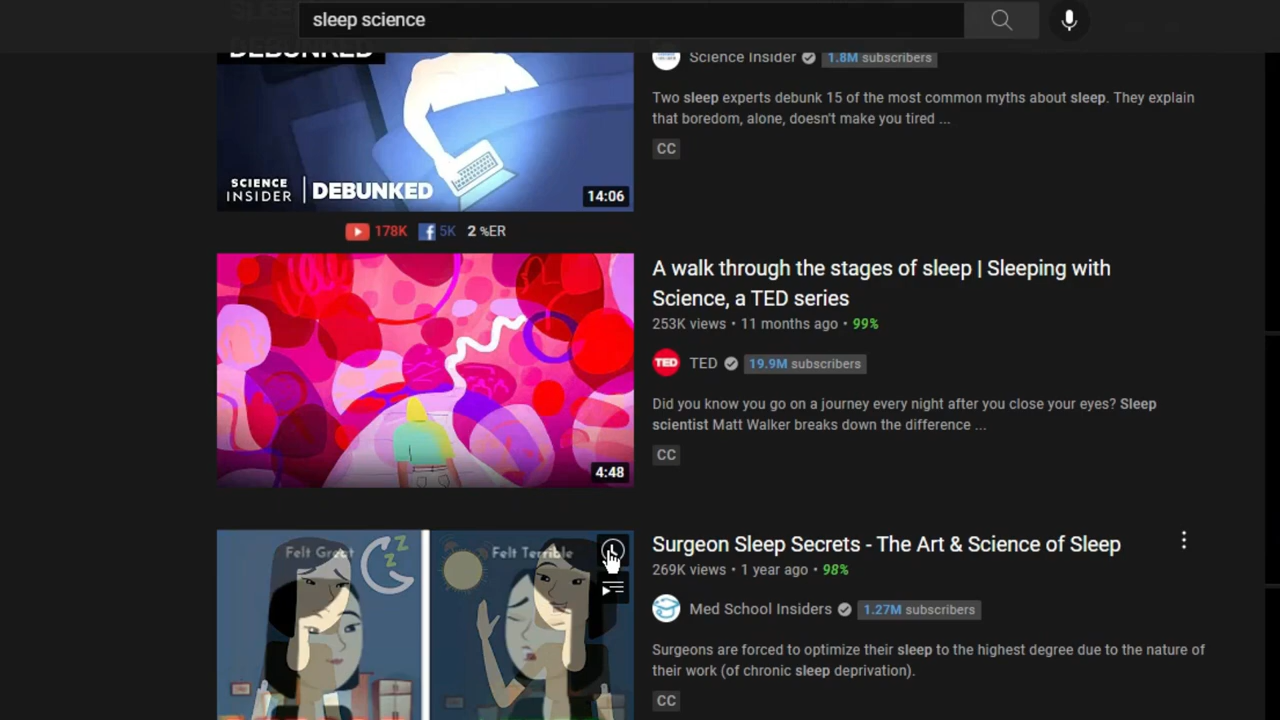 sleep science
DEBUNKED
Science Insider 1.8M subscribers
Two sleep experts debunk 15 of the most common myths about sleep. They explain
that boredom, alone, doesn't make you tired ...
CC
SCIENCE
INSIDER DEBUNKED
14:06
178K 5K 2 %ER
A walk through the stages of sleep | Sleeping with
Science, a TED series
253K views • 11 months ago • 99%
TED TED 19.9M subscribers
Did you know you go on a journey every night after you close your eyes? Sleep
scientist Matt Walker breaks down the difference ...
CC
4:48
Felt Great Felt Terrible
Surgeon Sleep Secrets - The Art & Science of Sleep
269K views • 1 year ago • 98%
Med School Insiders 1.27M subscribers
Surgeons are forced to optimize their sleep to the highest degree due to the nature of
their work (of chronic sleep deprivation).
CC